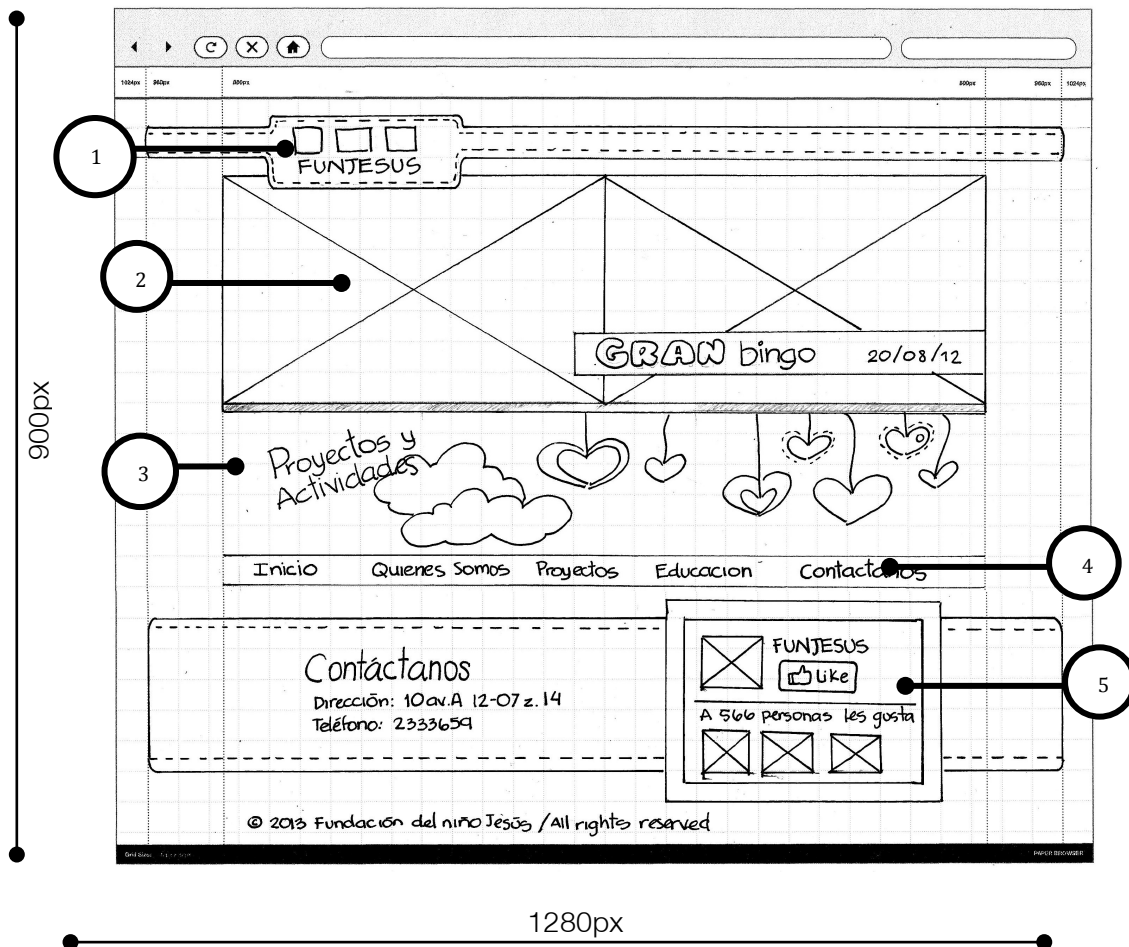 1024px 960px 800px 800px 960px 1024px
1
FUNJESUS
2
GRAN bingo 20/08/12
900px
3
Proyectos y
Actividades
Inicio Quienes Somos Proyectos Educacion Contactanos
4
Contáctanos
Dirección: 10av.A 12-07 z.14
Teléfono: 2333659
FUNJESUS
Like
5
A 566 personas les gusta
© 2013 Fundación del niño Jesús /All rights reserved
PAPER BROWSER
1280px